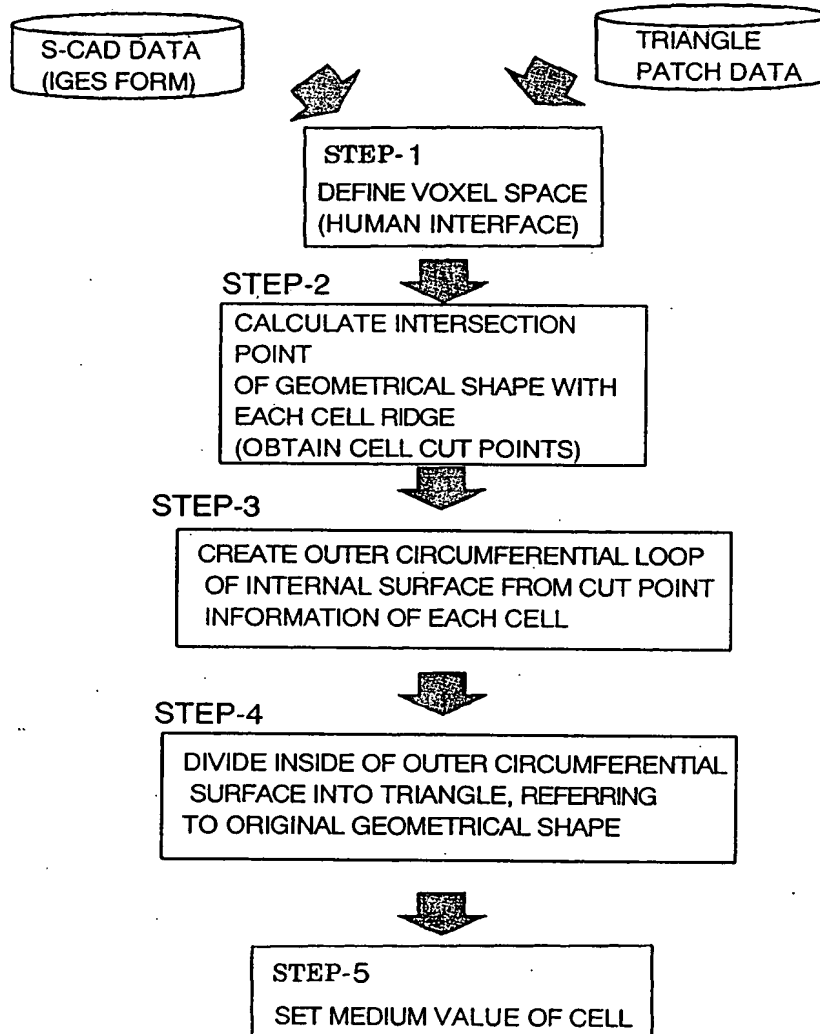 S-CAD DATA
(IGES FORM)
TRIANGLE
PATCH DATA
STEP-1
DEFINE VOXEL SPACE
(HUMAN INTERFACE)
STEP-2
CALCULATE INTERSECTION
POINT
OF GEOMETRICAL SHAPE WITH
EACH CELL RIDGE
(OBTAIN CELL CUT POINTS)
STEP-3
CREATE OUTER CIRCUMFERENTIAL LOOP
OF INTERNAL SURFACE FROM CUT POINT
INFORMATION OF EACH CELL
STEP-4
DIVIDE INSIDE OF OUTER CIRCUMFERENTIAL
SURFACE INTO TRIANGLE, REFERRING
TO ORIGINAL GEOMETRICAL SHAPE
STEP-5
SET MEDIUM VALUE OF CELL